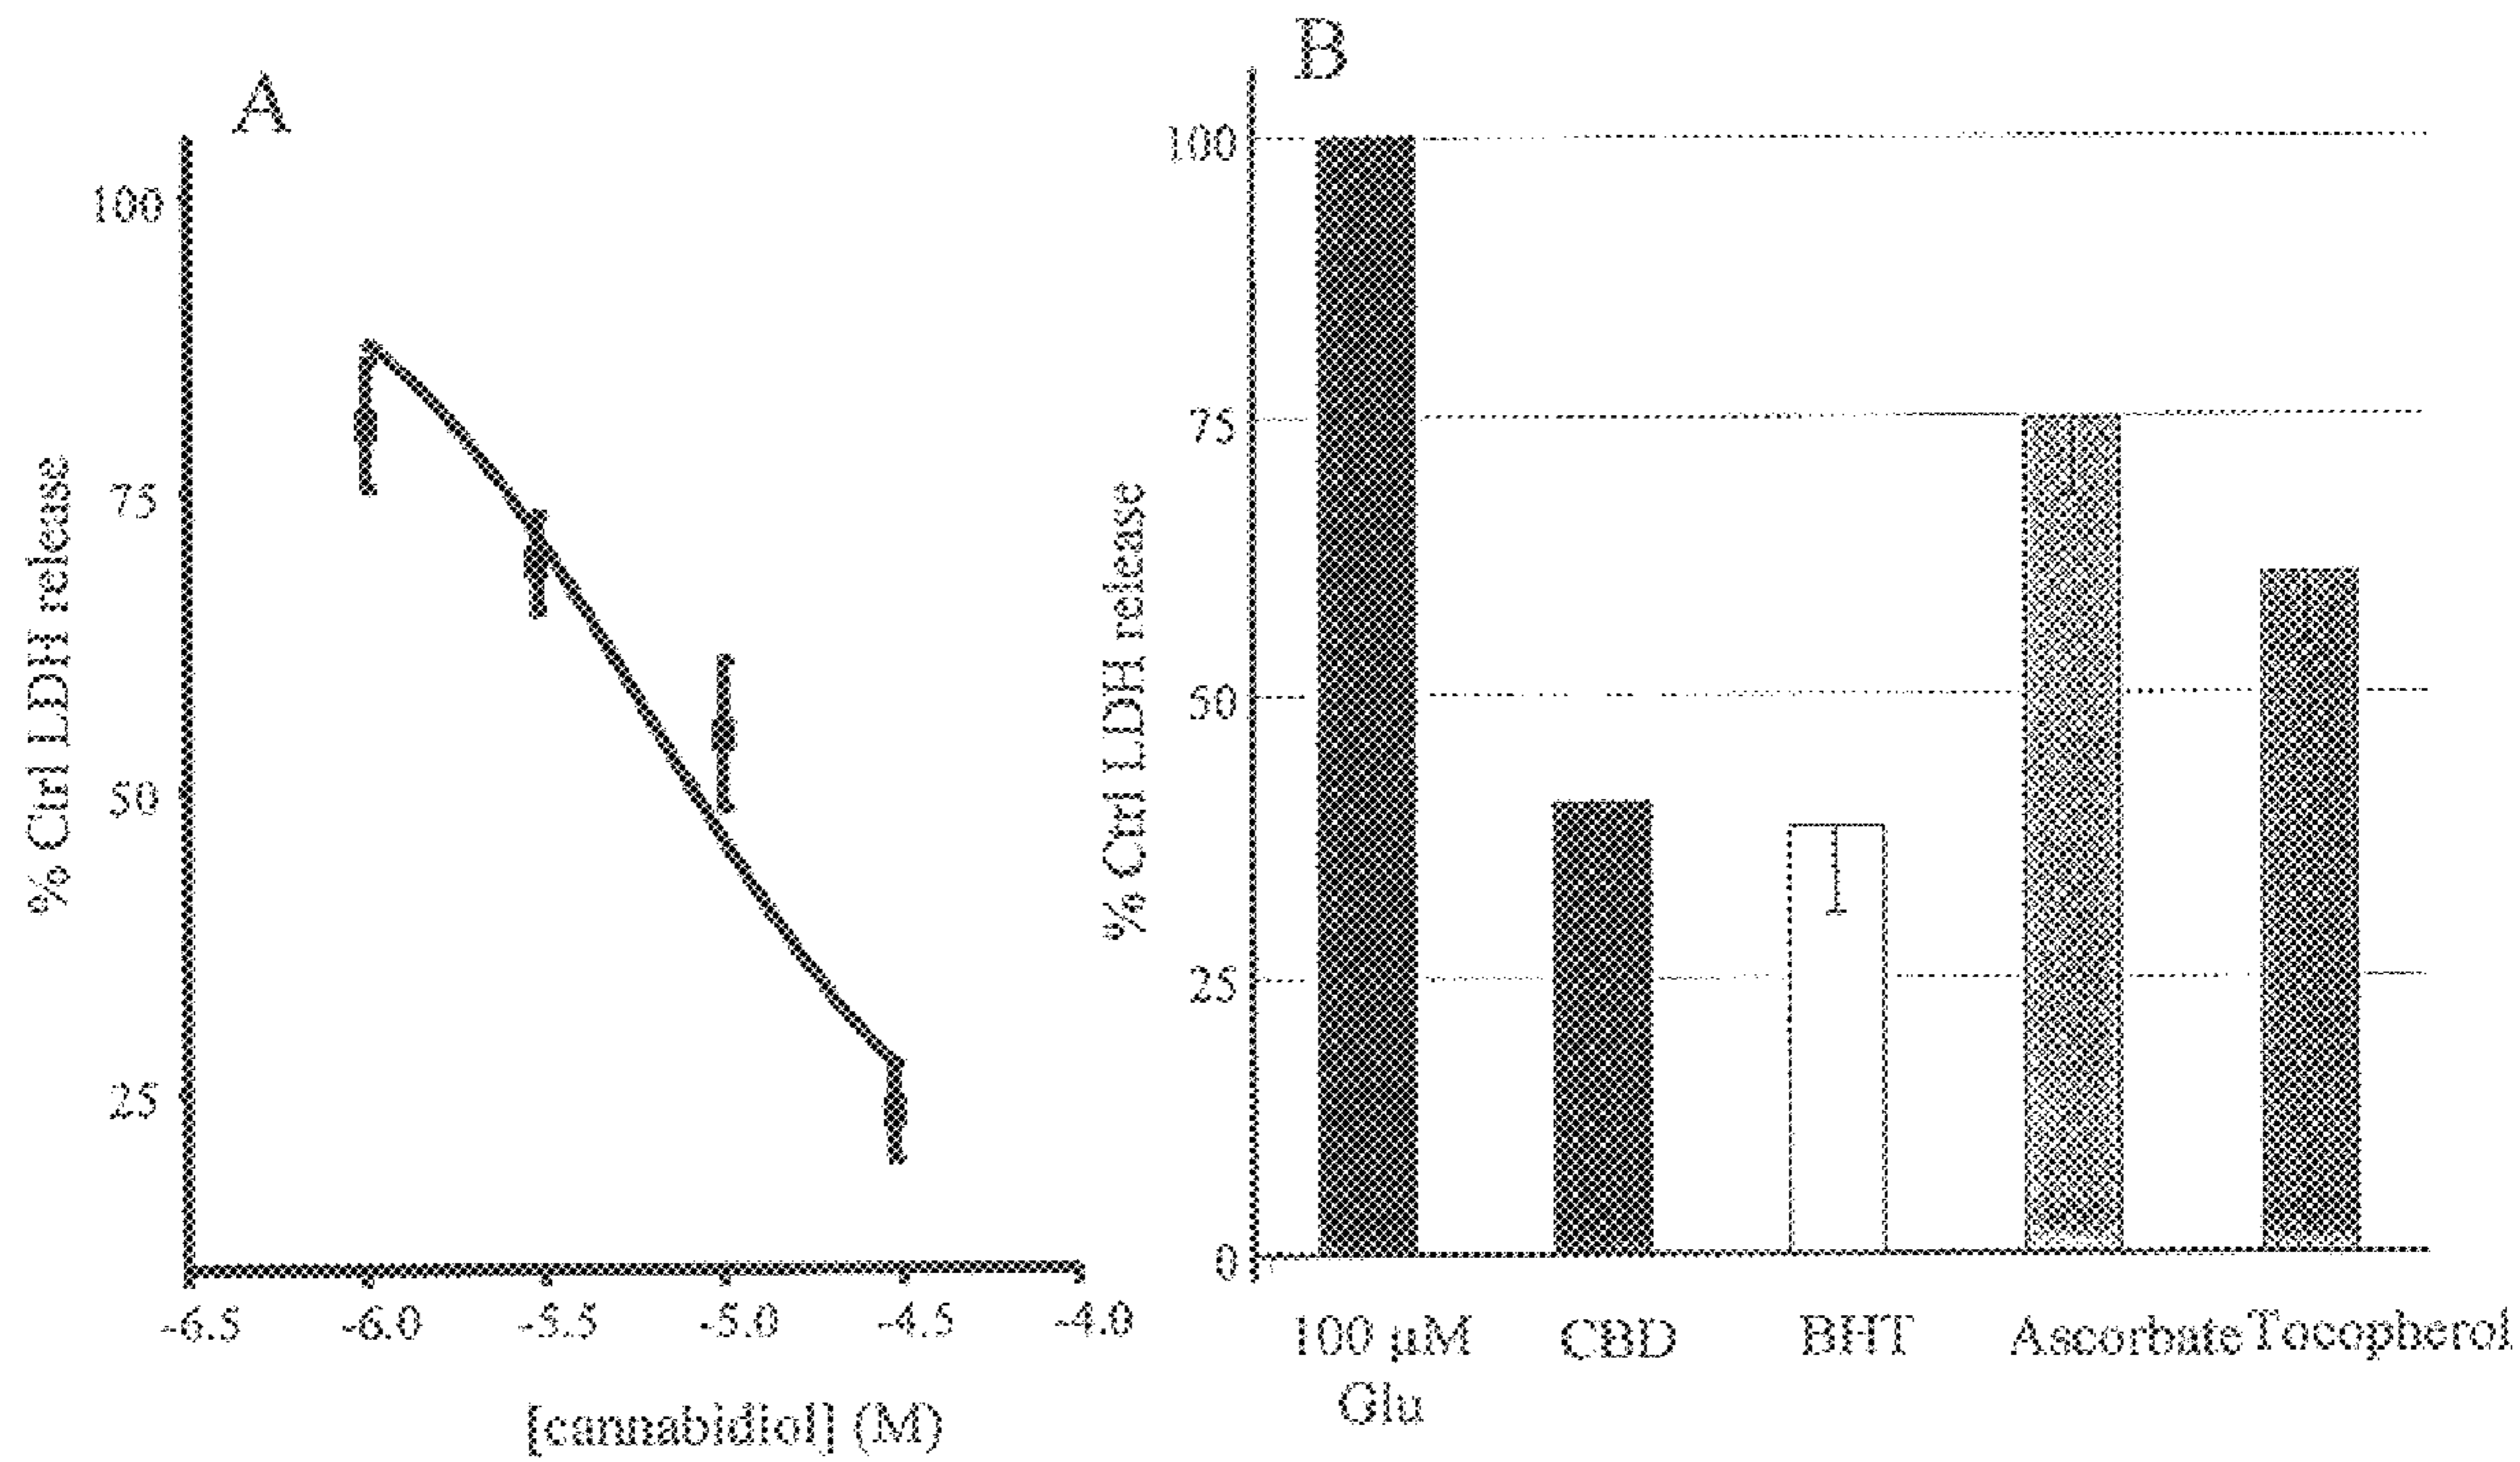 A
% Ctrl LDH release
100
75
50
25
-6.5 -6.0 -5.5 -5.0 -4.5 -4.0
[cannabidiol] (M)
B
% Ctrl LDH release
100
75
50
25
0
100 µM Glu
CBD
BHT
Ascorbate
Tocopherol